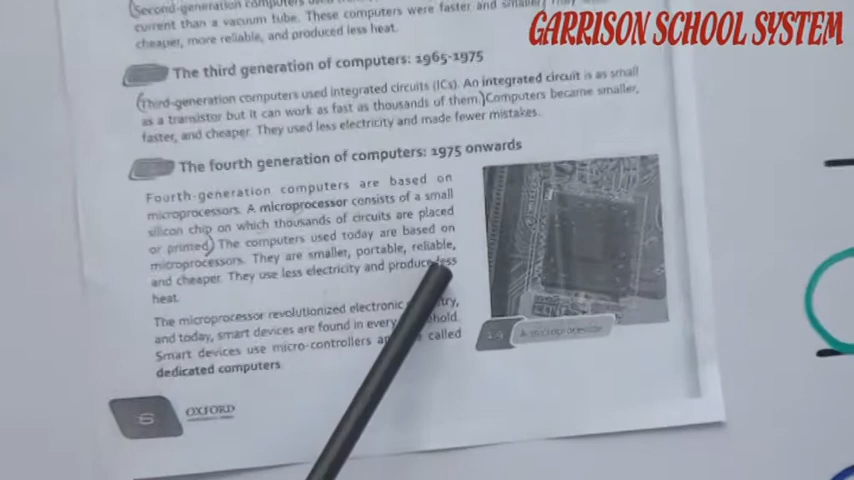 GARRISON SCHOOL SYSTEM
current than a vacuum tube. These computers were faster and smaller. They
cheaper, more reliable, and produced less heat.
The third generation of computers: 1965-1975
(Third-generation computers used integrated circuits (ICs). An integrated circuit is as small
as a transistor but it can work as fast as thousands of them.) Computers became smaller,
faster, and cheaper. They used less electricity and made fewer mistakes.
The fourth generation of computers: 1975 onwards
Fourth-generation computers are based on
microprocessors. A microprocessor consists of a small
silicon chip on which thousands of circuits are placed
or primed) The computers used today are based on
microprocessors. They are smaller, portable, reliable,
and cheaper. They use less electricity and produce less
heat.
The microprocessor revolutionized electronic
and today, smart devices are found in every
Smart devices use micro-controllers called
dedicated computers
1.9 A microprocessor
6 OXFORD